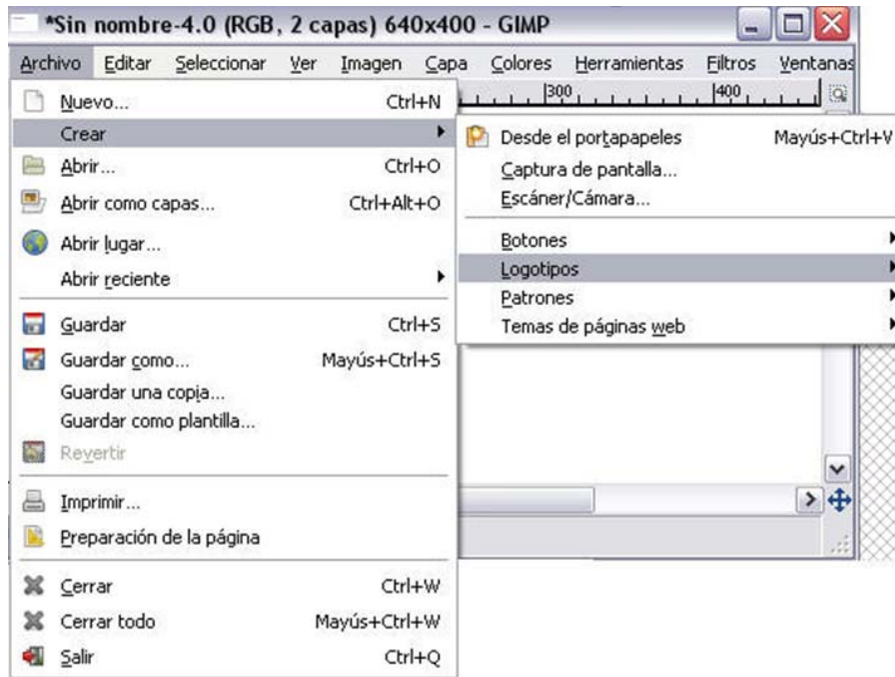 *Sin nombre-4.0 (RGB, 2 capas) 640x400 - GIMP
Archivo Editar Seleccionar Ver Imagen Capa Colores Herramientas Filtros Ventanas
300 400
Nuevo... Ctrl+N
Crear
Abrir... Ctrl+O
Abrir como capas... Ctrl+Alt+O
Abrir lugar...
Abrir reciente
Guardar Ctrl+S
Guardar como... Mayús+Ctrl+S
Guardar una copia...
Guardar como plantilla...
Revertir
Imprimir...
Preparación de la página
Cerrar Ctrl+W
Cerrar todo Mayús+Ctrl+W
Salir Ctrl+Q
Desde el portapapeles Mayús+Ctrl+V
Captura de pantalla...
Escáner/Cámara...
Botones
Logotipos
Patrones
Temas de páginas web